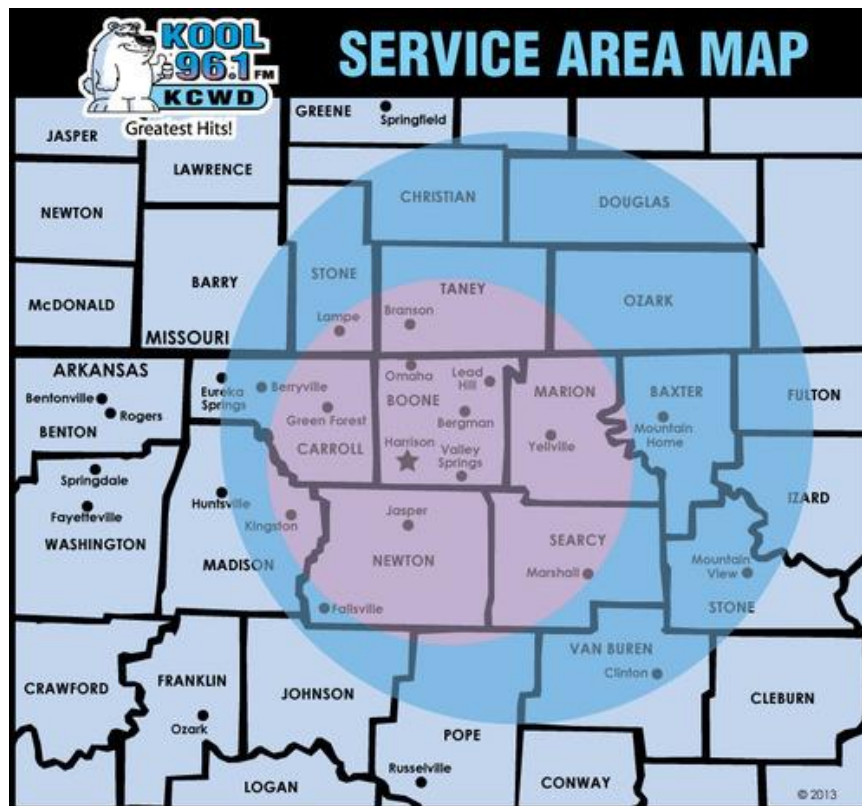 KOOL
96.1 FM
KCWD
Greatest Hits!
SERVICE AREA MAP
GREENE
Springfield
JASPER
LAWRENCE
CHRISTIAN
DOUGLAS
NEWTON
STONE
TANEY
BARRY
OZARK
McDONALD
Branson
Lampe
MISSOURI
ARKANSAS
Omaha
Lead
Hill
MARION
BAXTER
FULTON
Bentonville
Rogers
Eureka
Springs
Berryville
Green Forest
BOONE
Bergman
Mountain
Home
BENTON
CARROLL
Harrison
Valley
Springs
Yellville
Springdale
Huntsville
IZARD
Fayetteville
Kingston
Jasper
WASHINGTON
MADISON
NEWTON
SEARCY
Marshall
Mountain
View
Fallsville
STONE
VAN BUREN
Clinton
CRAWFORD
FRANKLIN
JOHNSON
CLEBURN
Ozark
POPE
Russelville
LOGAN
CONWAY
© 2013